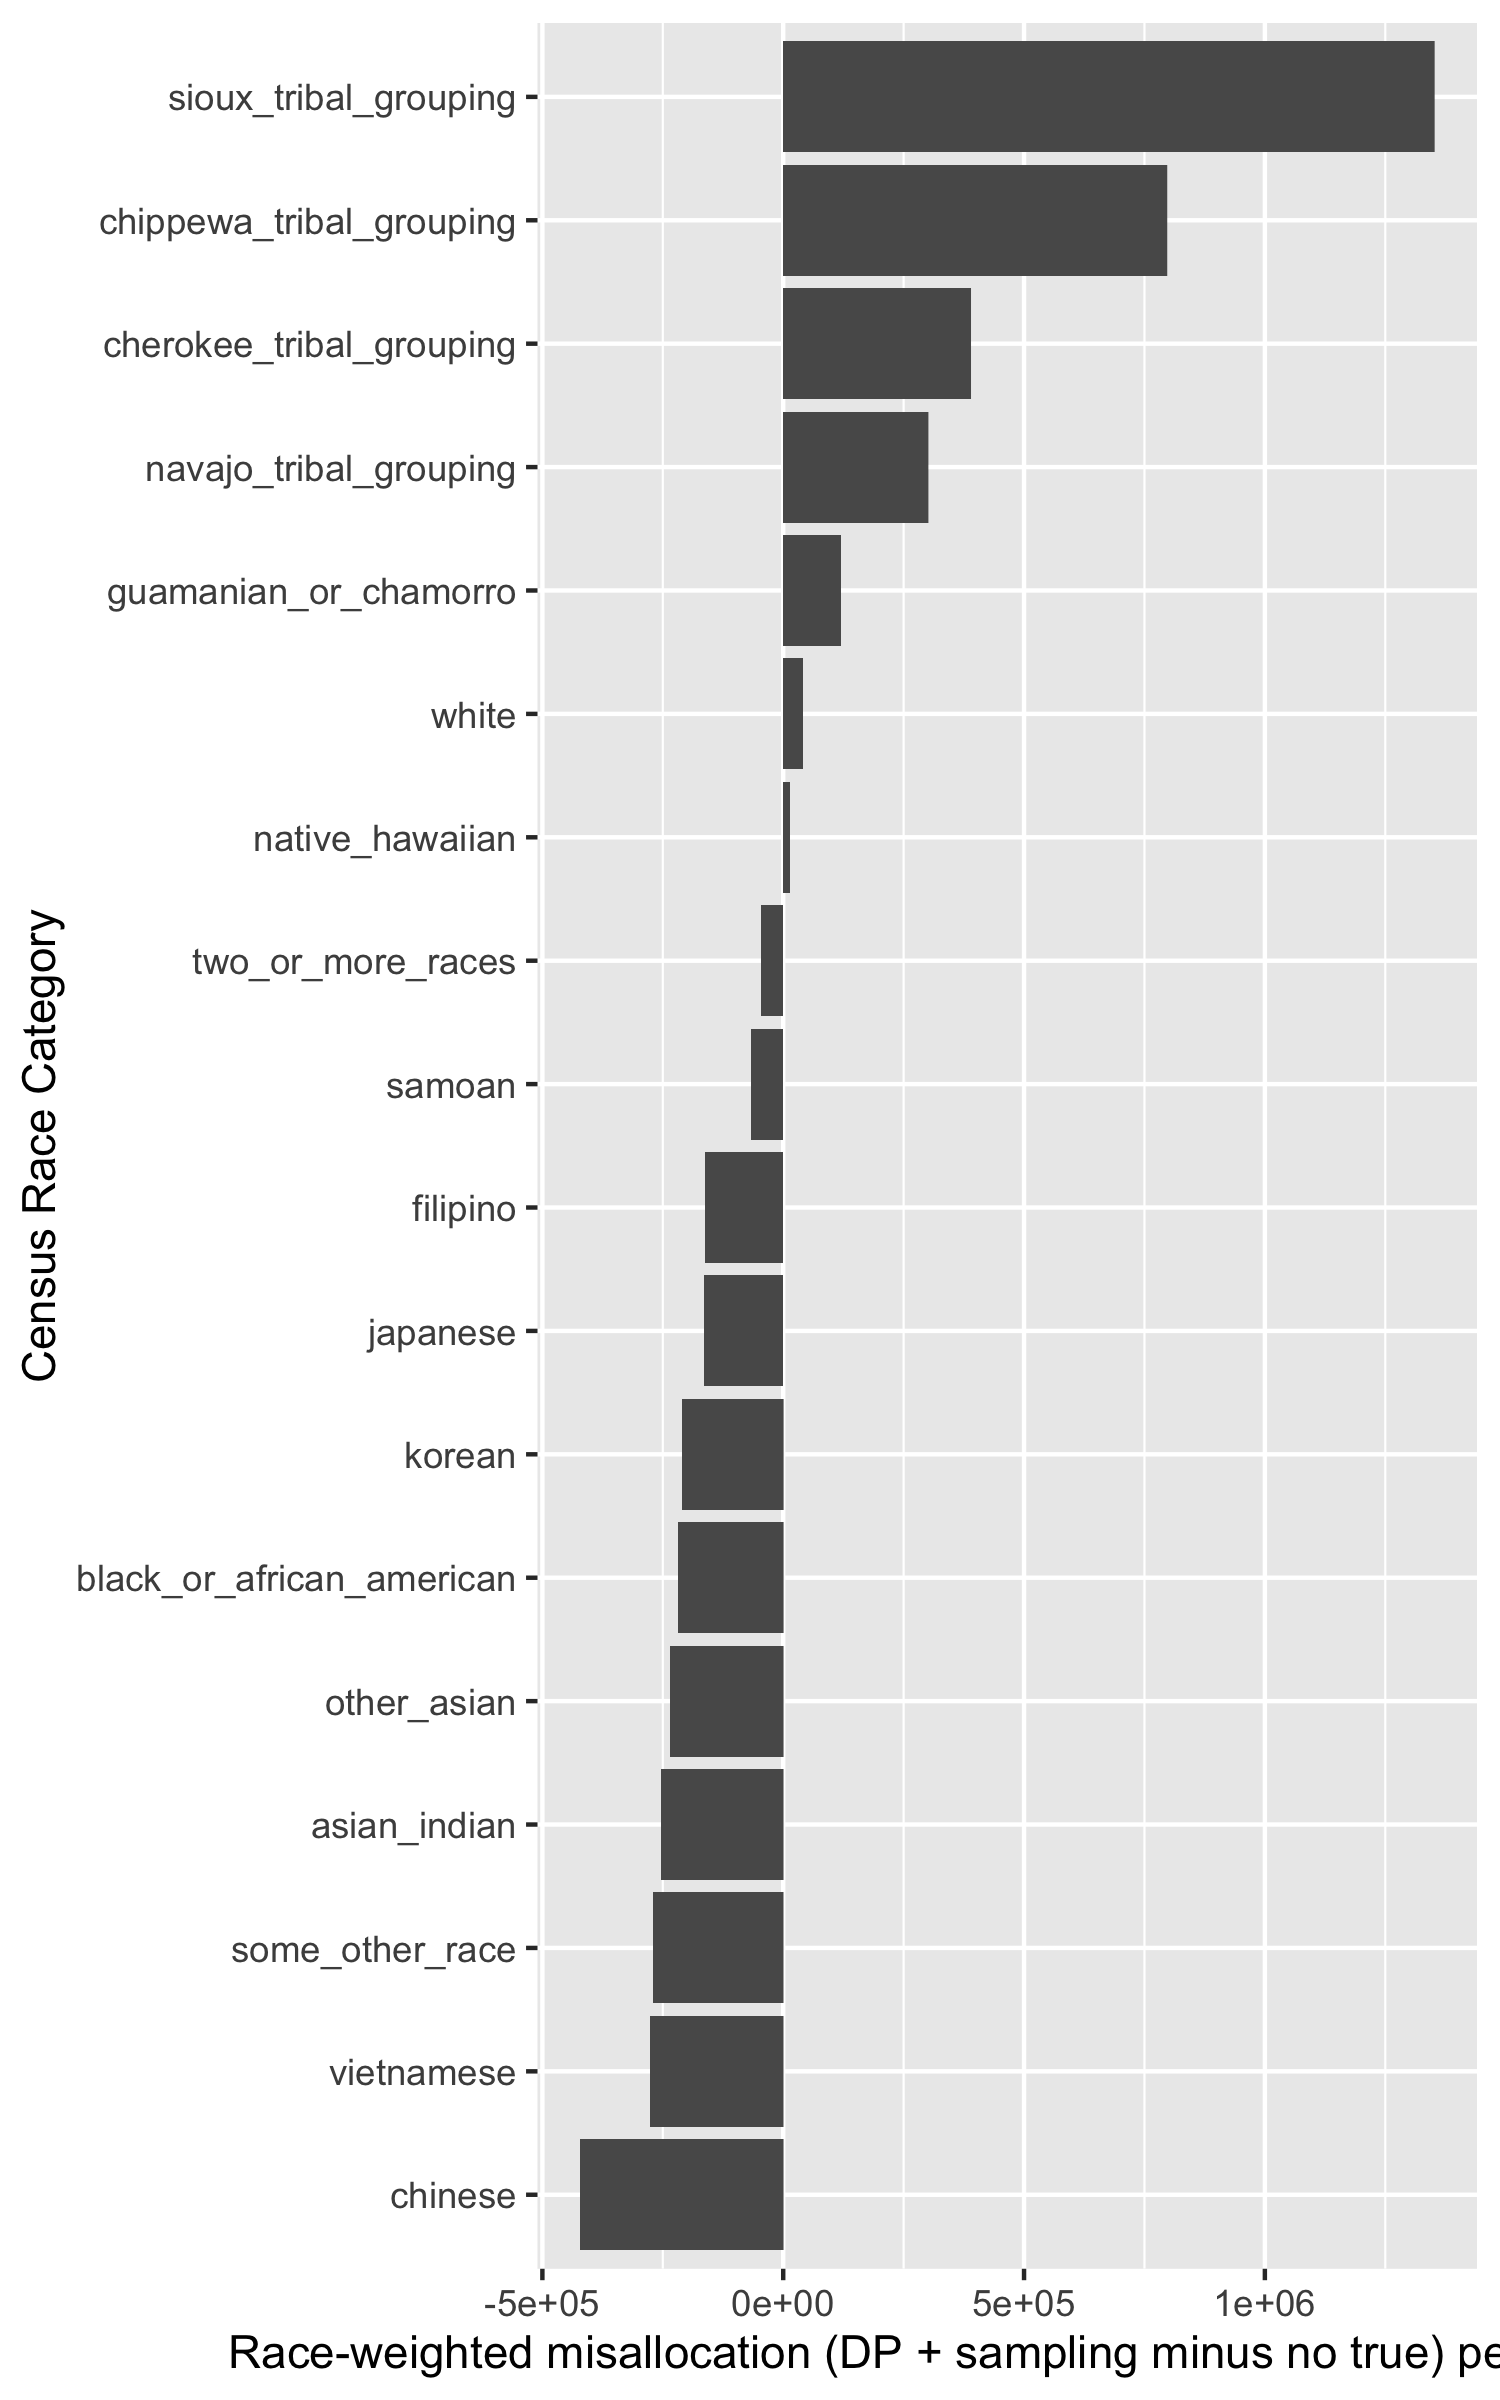 sioux_tribal_grouping
chippewa_tribal_grouping
cherokee_tribal_grouping
navajo_tribal_grouping
guamanian_or_chamorro
white
native_hawaiian
two_or_more_races
samoan
filipino
japanese
korean
black_or_african_american
other_asian
asian_indian
some_other_race
vietnamese
chinese
Census Race Category
-5e+05 0e+00 5e+05 1e+06
Race-weighted misallocation (DP + sampling minus no true) pe